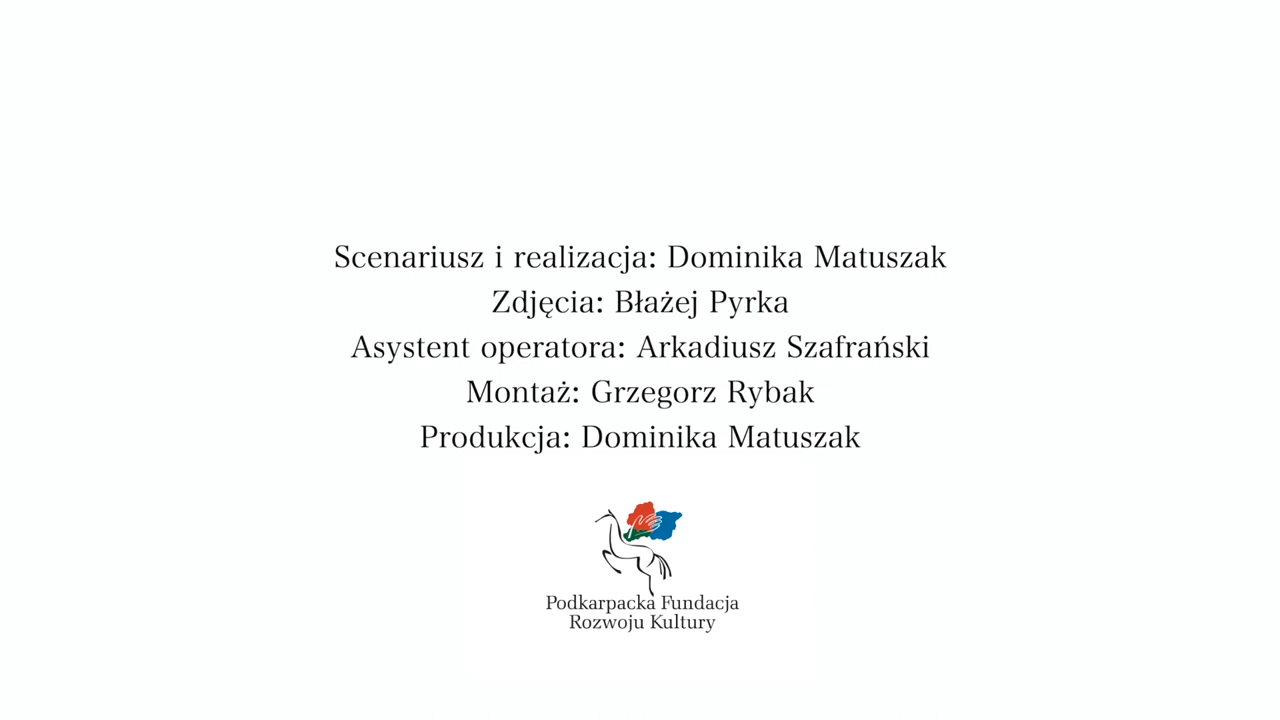 Scenariusz i realizacja: Dominika Matuszak
Zdjęcia: Błażej Pyrka
Asystent operatora: Arkadiusz Szafrański
Montaż: Grzegorz Rybak
Produkcja: Dominika Matuszak
Podkarpacka Fundacja
Rozwoju Kultury